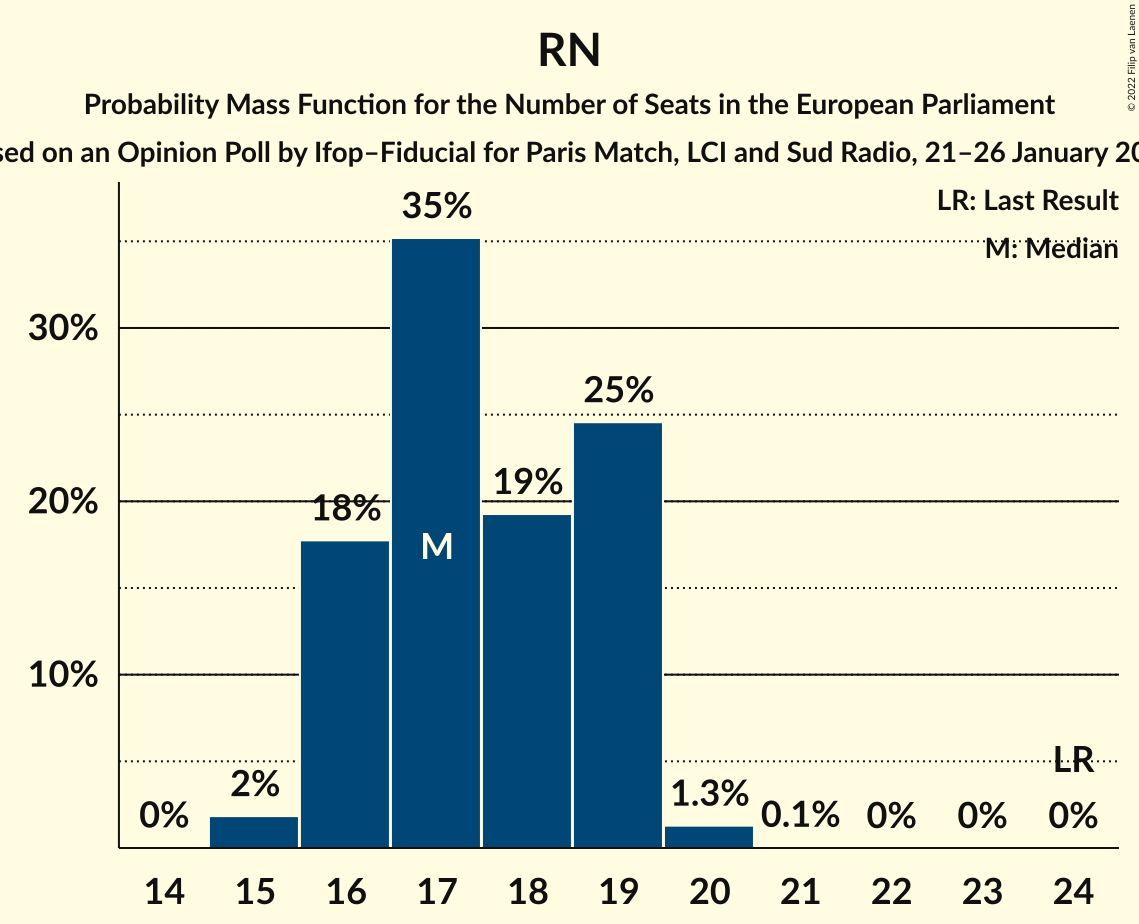 RN
Probability Mass Function for the Number of Seats in the European Parliament
on an Opinion Poll by Ifop–Fiducial for Paris Match, LCI and Sud Radio, 21–26 January
© 2022 Filip van Laenen
LR: Last Result
M: Median
35%
30%
25%
20%
19%
18%
M
10%
LR
2%
1.3%
0%
0.1%
0%
0%
0%
14 15 16 17 18 19 20 21 22 23 24